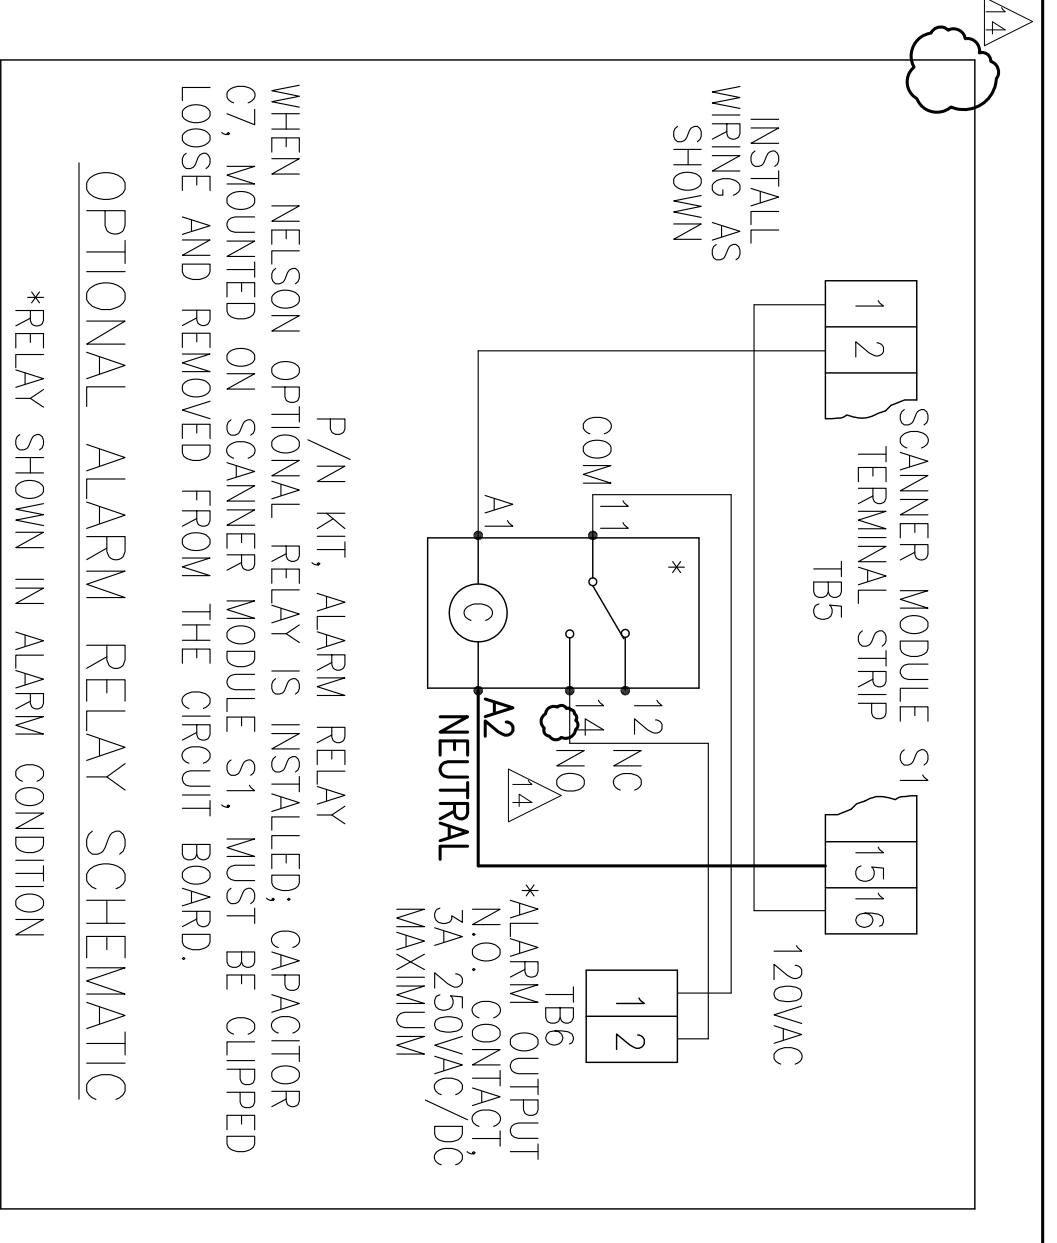 14
SCANNER MODULE S1
TERMINAL STRIP
TB5
1 2
15 16
INSTALL
WIRING AS
SHOWN
120VAC
COM
11
12
NC
14
NO
*
A1
C
A2
NEUTRAL
14
TB6
1 2
*ALARM OUTPUT
N.O. CONTACT,
3A 250VAC/DC
MAXIMUM
P/N KIT, ALARM RELAY
WHEN NELSON OPTIONAL RELAY IS INSTALLED; CAPACITOR
C7, MOUNTED ON SCANNER MODULE S1, MUST BE CLIPPED
LOOSE AND REMOVED FROM THE CIRCUIT BOARD.
OPTIONAL ALARM RELAY SCHEMATIC
*RELAY SHOWN IN ALARM CONDITION